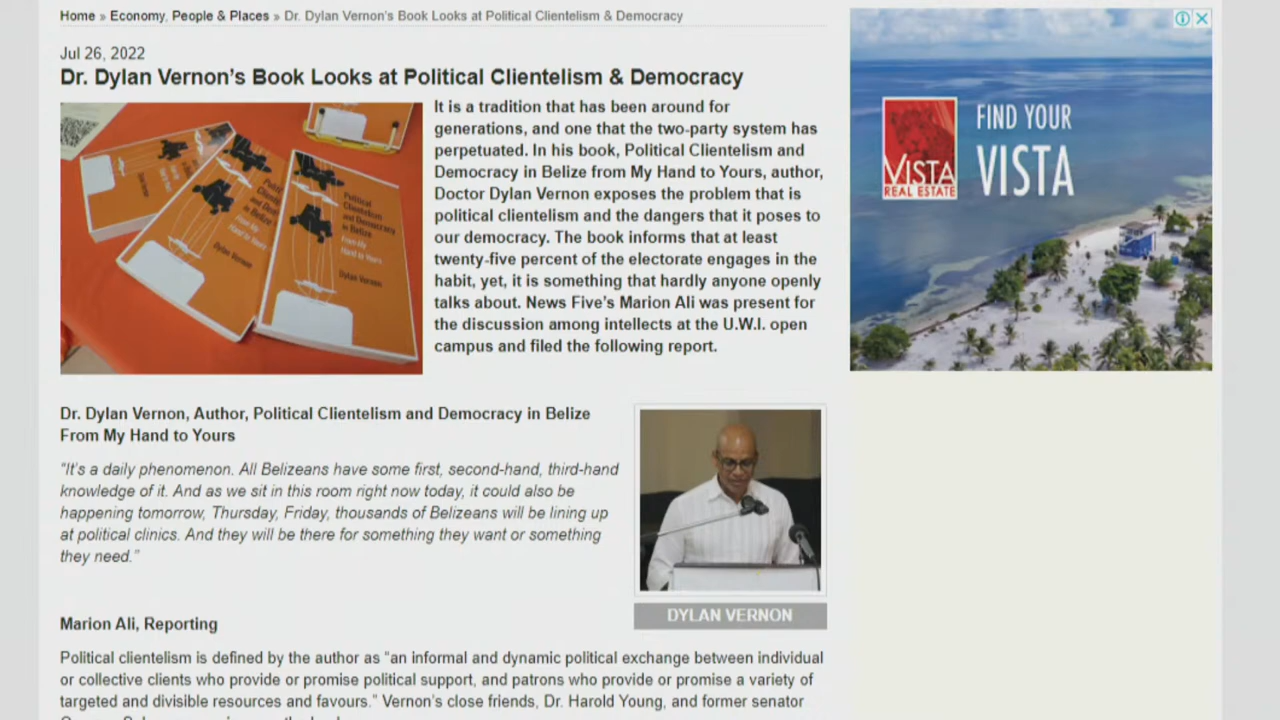 Home » Economy, People & Places » Dr. Dylan Vernon's Book Looks at Political Clientelism & Democracy
Jul 26, 2022
Dr. Dylan Vernon's Book Looks at Political Clientelism & Democracy
It is a tradition that has been around for
generations, and one that the two-party system has
perpetuated. In his book, Political Clientelism and
Democracy in Belize from My Hand to Yours, author,
Doctor Dylan Vernon exposes the problem that is
political clientelism and the dangers that it poses to
our democracy. The book informs that at least
twenty-five percent of the electorate engages in the
habit, yet, it is something that hardly anyone openly
talks about. News Five's Marion Ali was present for
the discussion among intellects at the U.W.I. open
campus and filed the following report.
Political
Clientelism
and Democracy
in Belize
From My
Hand to Yours
Dylan Vernon
Dylan Vernon
FIND YOUR
VISTA
VISTA
REAL ESTATE
Dr. Dylan Vernon, Author, Political Clientelism and Democracy in Belize
From My Hand to Yours
"It's a daily phenomenon. All Belizeans have some first, second-hand, third-hand
knowledge of it. And as we sit in this room right now today, it could also be
happening tomorrow, Thursday, Friday, thousands of Belizeans will be lining up
at political clinics. And they will be there for something they want or something
they need."
DYLAN VERNON
Marion Ali, Reporting
Political clientelism is defined by the author as "an informal and dynamic political exchange between individual
or collective clients who provide or promise political support, and patrons who provide or promise a variety of
targeted and divisible resources and favours." Vernon's close friends, Dr. Harold Young, and former senator